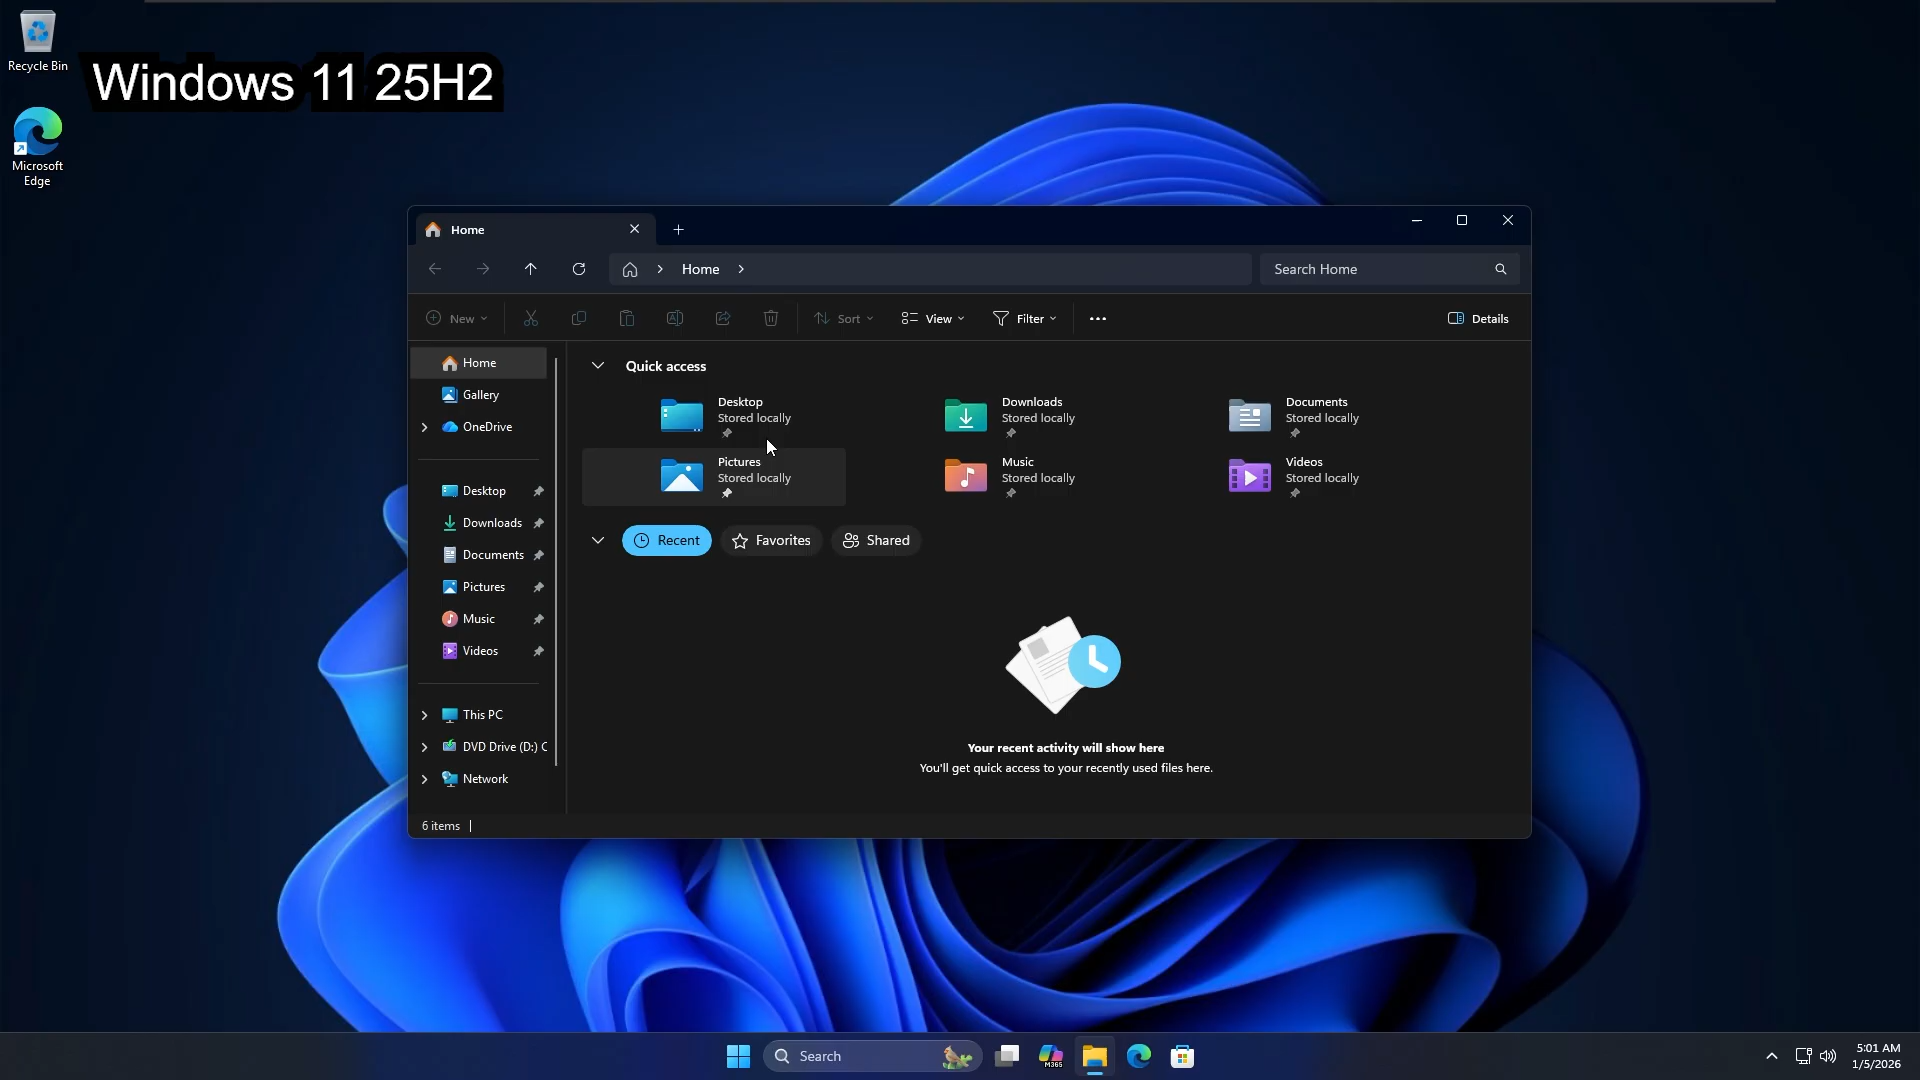 Recycle Bin
Windows 11 25H2
Microsoft
Edge
Home
Home
Search Home
New
Sort
View
Filter
Details
Home
Gallery
OneDrive
Desktop
Downloads
Documents
Pictures
Music
Videos
This PC
DVD Drive (D:) C
Network
Quick access
Desktop
Stored locally
Downloads
Stored locally
Documents
Stored locally
Pictures
Stored locally
Music
Stored locally
Videos
Stored locally
Recent
Favorites
Shared
Your recent activity will show here
You'll get quick access to your recently used files here.
6 items
Search
M365
5:01 AM
1/5/2026